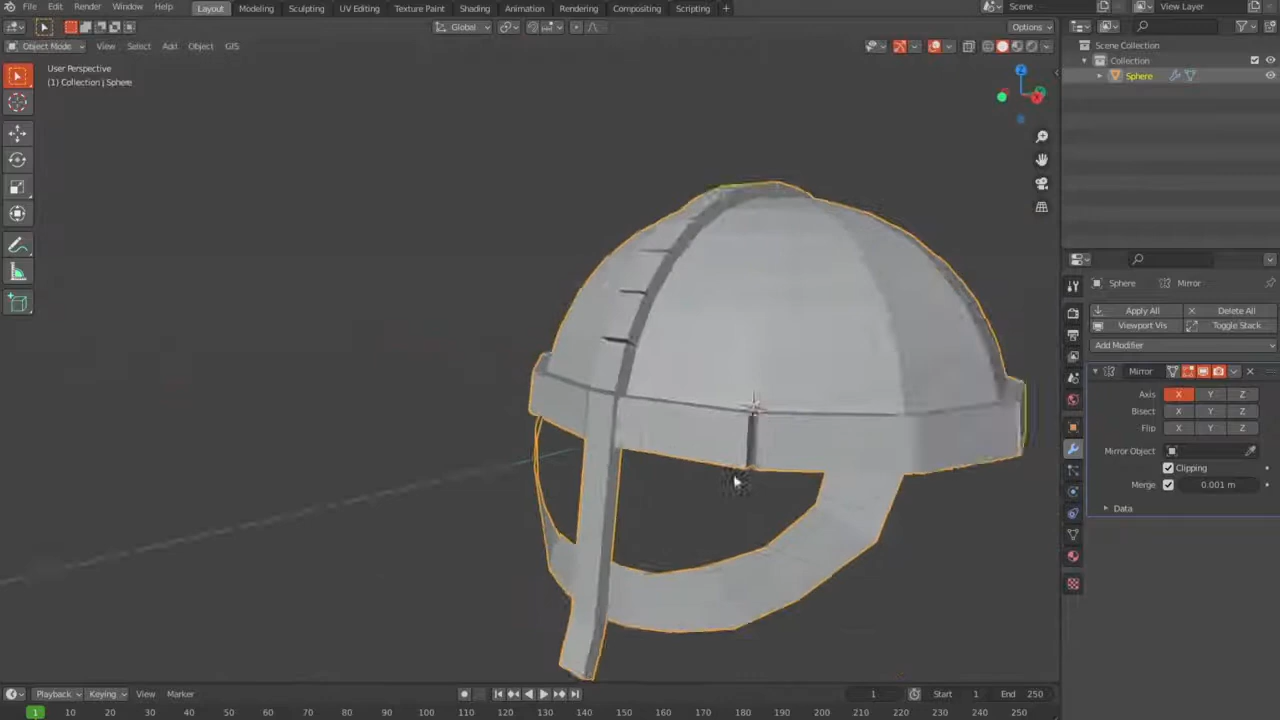 File Edit Render Window Help Layout Modeling Sculpting UV Editing Texture Paint Shading Animation Rendering Compositing Scripting + Scene View Layer
Global Options
Object Mode View Select Add Object GIS Scene Collection
Collection
User Perspective
(1) Collection | Sphere
Sphere
Sphere Mirror
Apply All Delete All
Viewport Vis Toggle Stack
Add Modifier
Mirror
Axis X Y Z
Bisect X Y Z
Flip X Y Z
Mirror Object
Clipping
Merge 0.001 m
Data
Playback Keying View Marker 1 Start 1 End 250
1 10 20 30 40 50 60 70 80 90 100 110 120 130 140 150 160 170 180 190 200 210 220 230 240 250